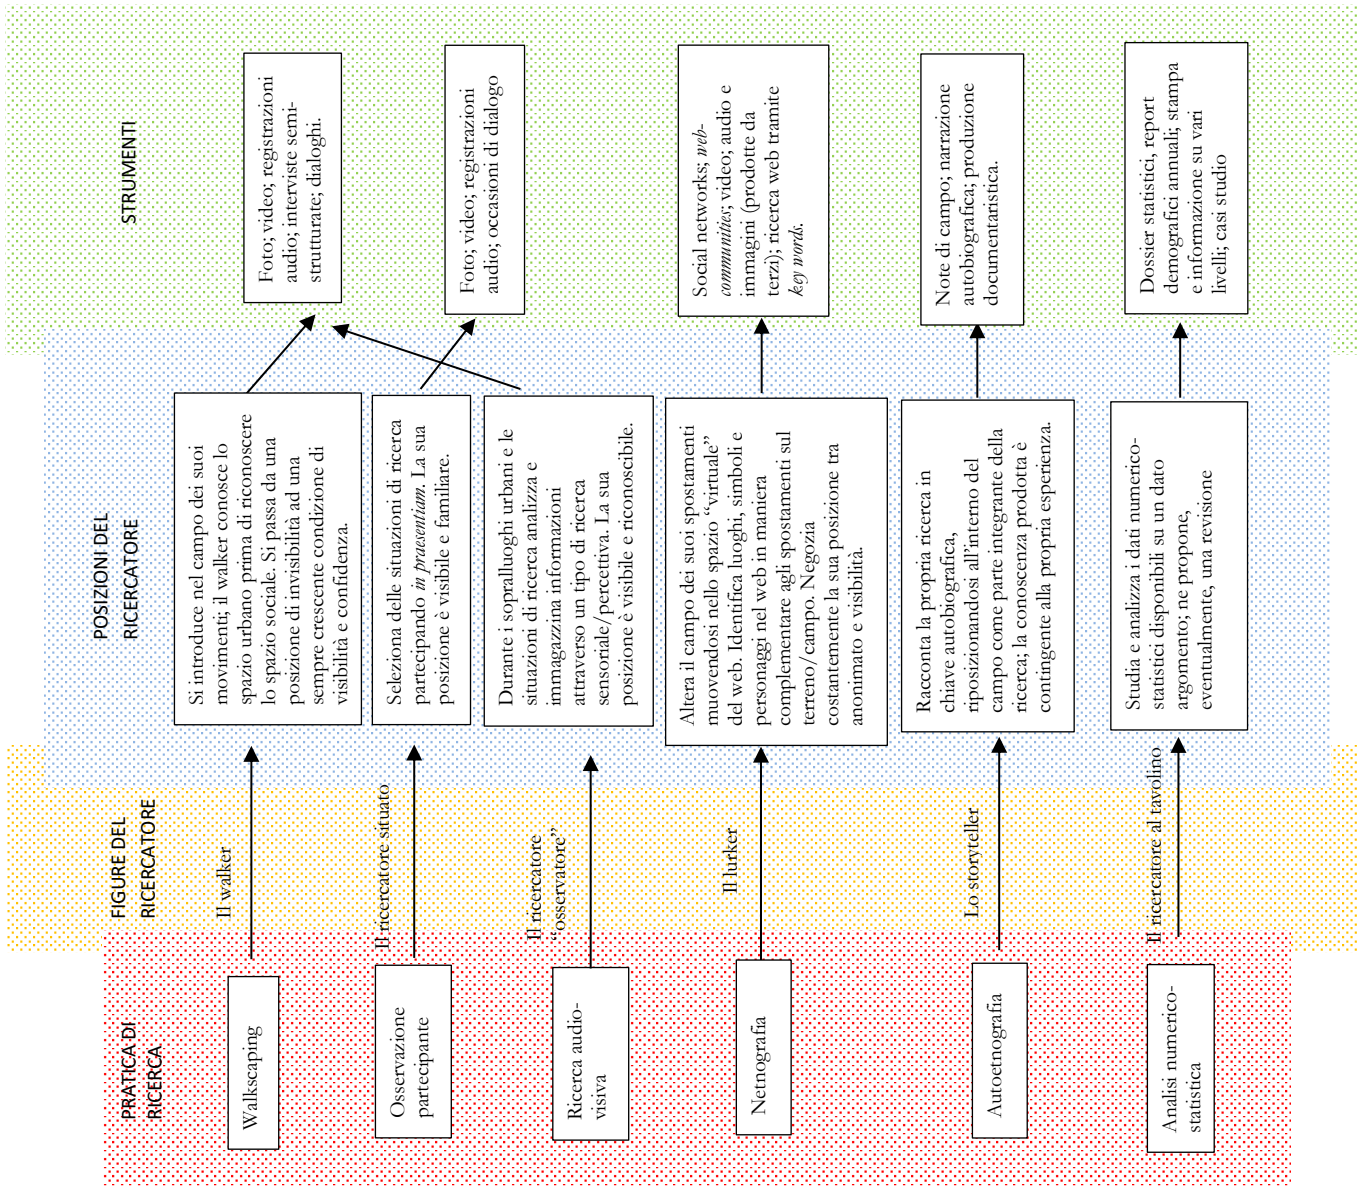 PRATICA DI
RICERCA
FIGURE DEL
RICERCATORE
POSIZIONI DEL
RICERCATORE
STRUMENTI
Walkscaping
Il walker
Si introduce nel campo dei suoi
movimenti; il walker conosce lo
spazio urbano prima di riconoscere
lo spazio sociale. Si passa da una
posizione di invisibilità ad una
sempre crescente condizione di
visibilità e confidenza.
Foto; video; registrazioni
audio; interviste semi-
strutturate; dialoghi.
Osservazione
partecipante
Il ricercatore situato
Seleziona delle situazioni di ricerca
partecipando in praesentiam. La sua
posizione è visibile e familiare.
Foto; video; registrazioni
audio; occasioni di dialogo
Ricerca audio-
visiva
Il ricercatore
“osservatore”
Durante i sopralluoghi urbani e le
situazioni di ricerca analizza e
immagazzina informazioni
attraverso un tipo di ricerca
sensoriale/percettiva. La sua
posizione è visibile e riconoscibile.
Netnografia
Il lurker
Altera il campo dei suoi spostamenti
muovendosi nello spazio “virtuale”
del web. Identifica luoghi, simboli e
personaggi nel web in maniera
complementare agli spostamenti sul
terreno/campo. Negozia
costantemente la sua posizione tra
anonimato e visibilità.
Social networks; web-
communities; video; audio e
immagini (prodotte da
terzi); ricerca web tramite
key words.
Autoetnografia
Lo storyteller
Racconta la propria ricerca in
chiave autobiografica,
riposizionandosi all’interno del
campo come parte integrante della
ricerca; la conoscenza prodotta è
contingente alla propria esperienza.
Note di campo; narrazione
autobiografica; produzione
documentaristica.
Analisi numerico-
statistica
Il ricercatore al tavolino
Studia e analizza i dati numerico-
statistici disponibili su un dato
argomento; ne propone,
eventualmente, una revisione
Dossier statistici, report
demografici annuali; stampa
e informazione su vari
livelli; casi studio